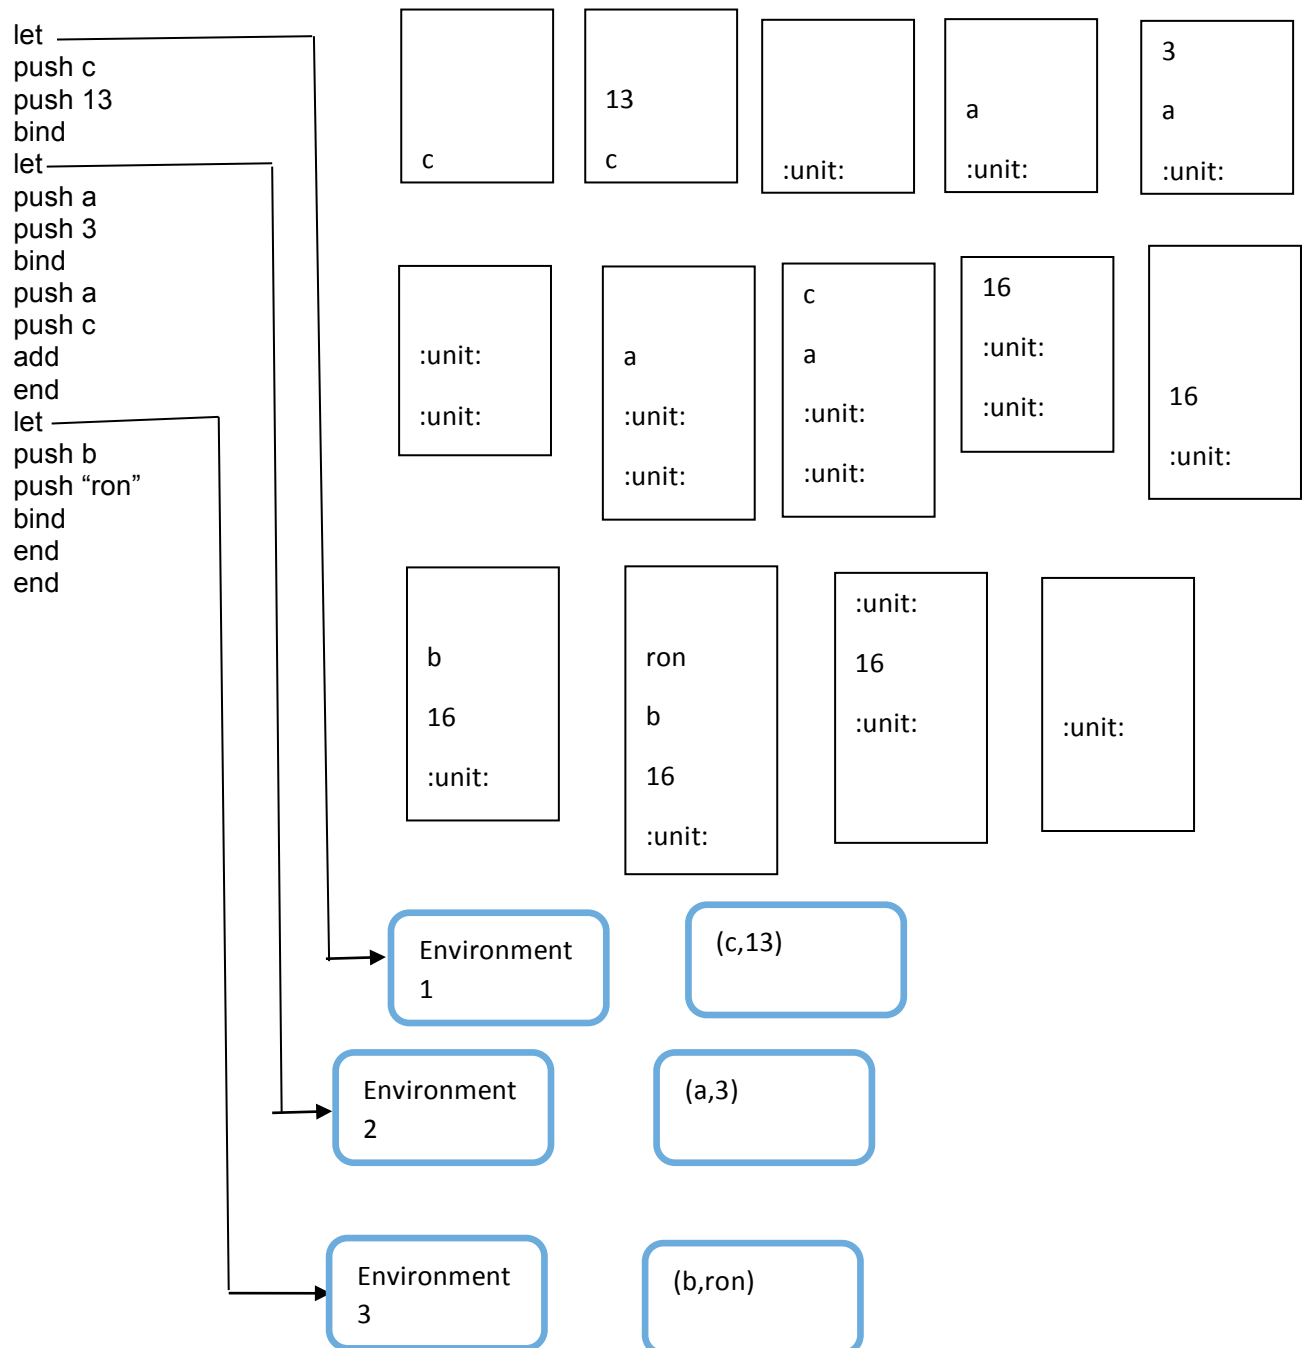 let
push c
push 13
bind
let
push a
push 3
bind
push a
push c
add
end
let
push b
push “ron”
bind
end
end
c
13
c
:unit:
a
:unit:
3
a
:unit:
:unit:
:unit:
a
:unit:
:unit:
c
a
:unit:
:unit:
16
:unit:
:unit:
16
:unit:
b
16
:unit:
ron
b
16
:unit:
:unit:
16
:unit:
:unit:
Environment
1
(c,13)
Environment
2
(a,3)
Environment
3
(b,ron)